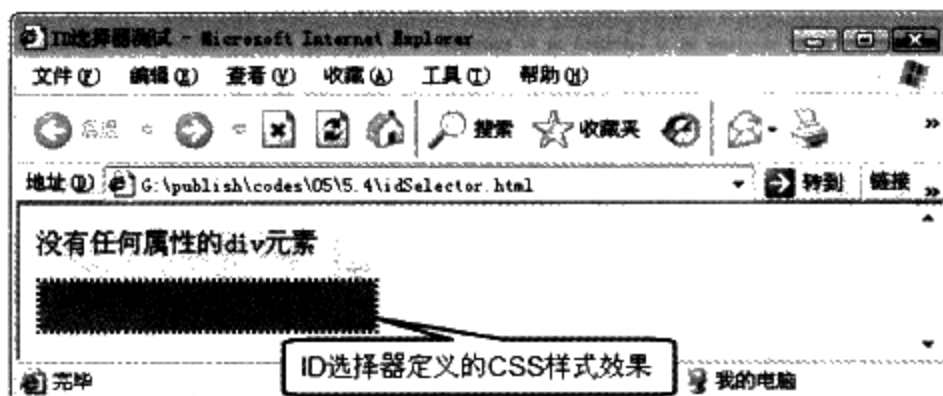 ID选择器测试 - Microsoft Internet Explorer
文件(F) 编辑(E) 查看(V) 收藏(A) 工具(T) 帮助(H)
后退 搜索 收藏夹 »
地址(D) G:\publish\codes\05\5.4\idSelector.html 转到 链接 »
没有任何属性的div元素
ID选择器定义的CSS样式效果
完毕 我的电脑